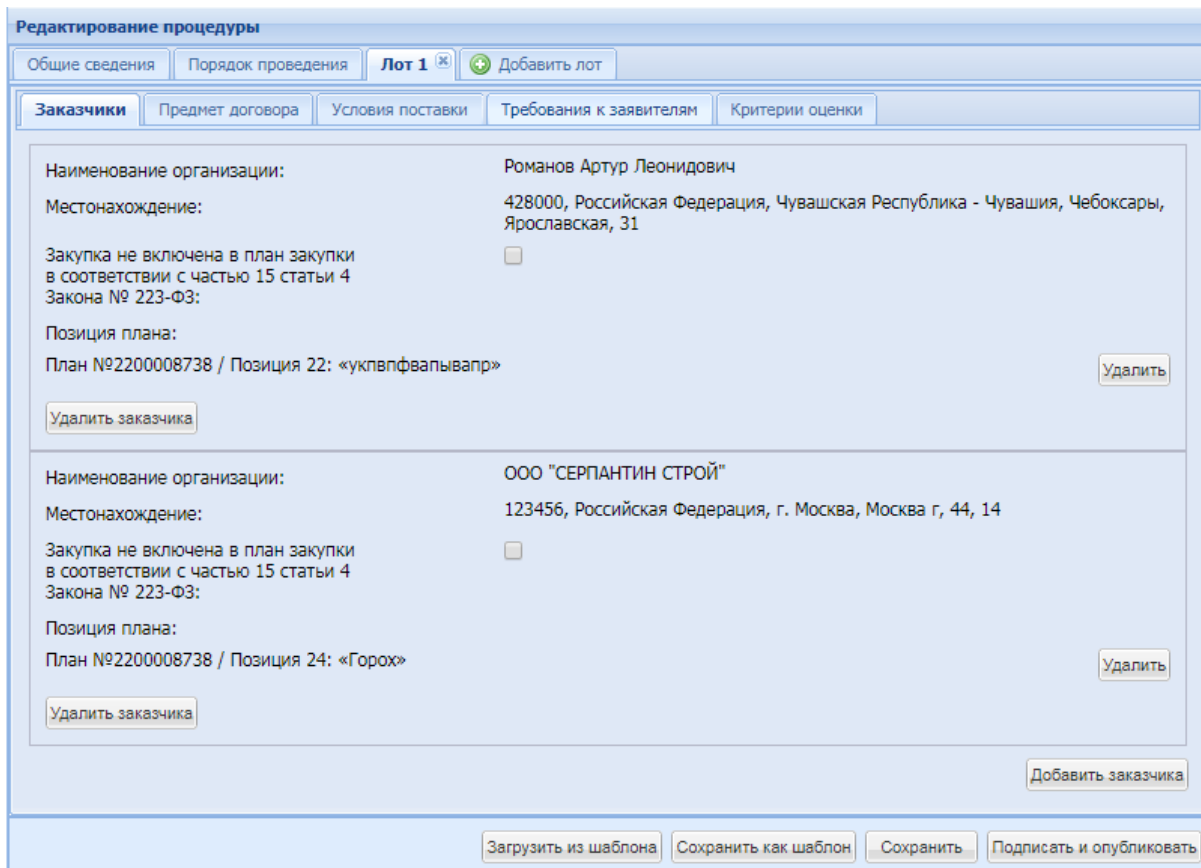 Редактирование процедуры
Общие сведения Порядок проведения Лот 1 Добавить лот
Заказчики Предмет договора Условия поставки Требования к заявителям Критерии оценки
Наименование организации: Романов Артур Леонидович
Местонахождение: 428000, Российская Федерация, Чувашская Республика - Чувашия, Чебоксары,
Ярославская, 31
Закупка не включена в план закупки
в соответствии с частью 15 статьи 4
Закона № 223-ФЗ:
Позиция плана:
План №2200008738 / Позиция 22: «укпвпфвапывапр» Удалить
Удалить заказчика
Наименование организации: ООО "СЕРПАНТИН СТРОЙ"
Местонахождение: 123456, Российская Федерация, г. Москва, Москва г, 44, 14
Закупка не включена в план закупки
в соответствии с частью 15 статьи 4
Закона № 223-ФЗ:
Позиция плана:
План №2200008738 / Позиция 24: «Горох» Удалить
Удалить заказчика
Добавить заказчика
Загрузить из шаблона Сохранить как шаблон Сохранить Подписать и опубликовать